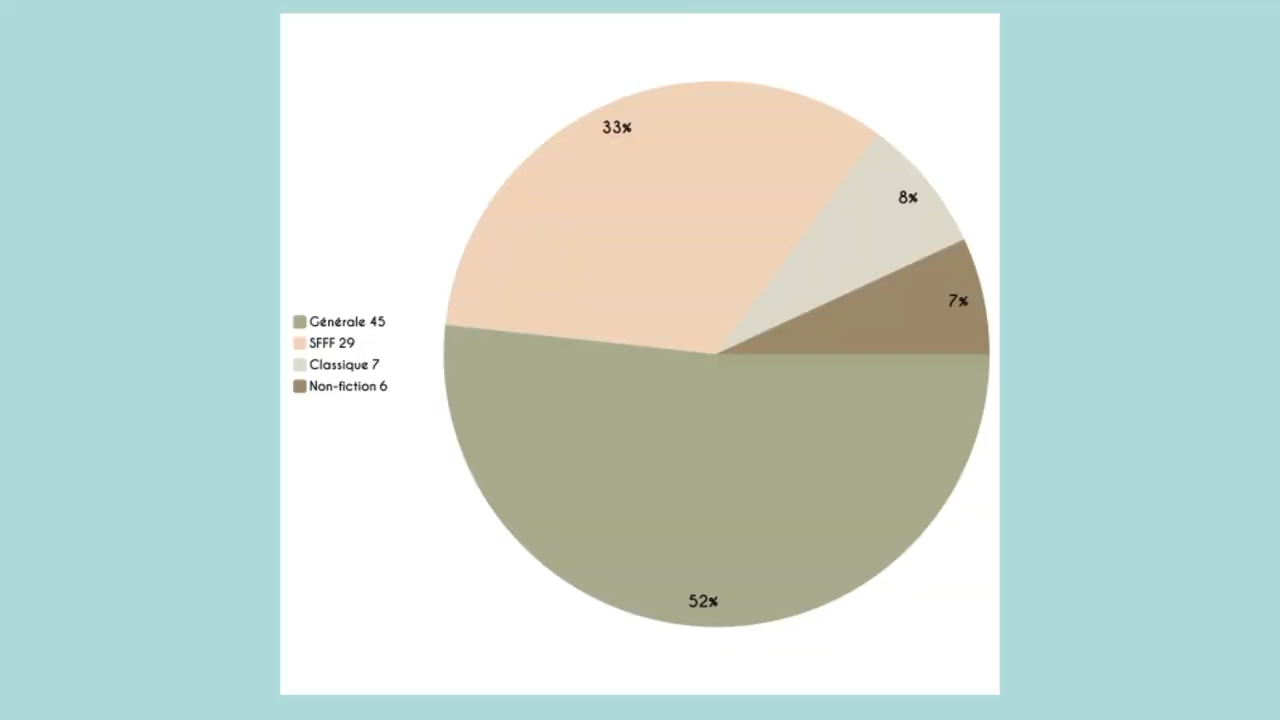 33%
8%
7%
Générale 45
SFFF 29
Classique 7
Non-fiction 6
52%